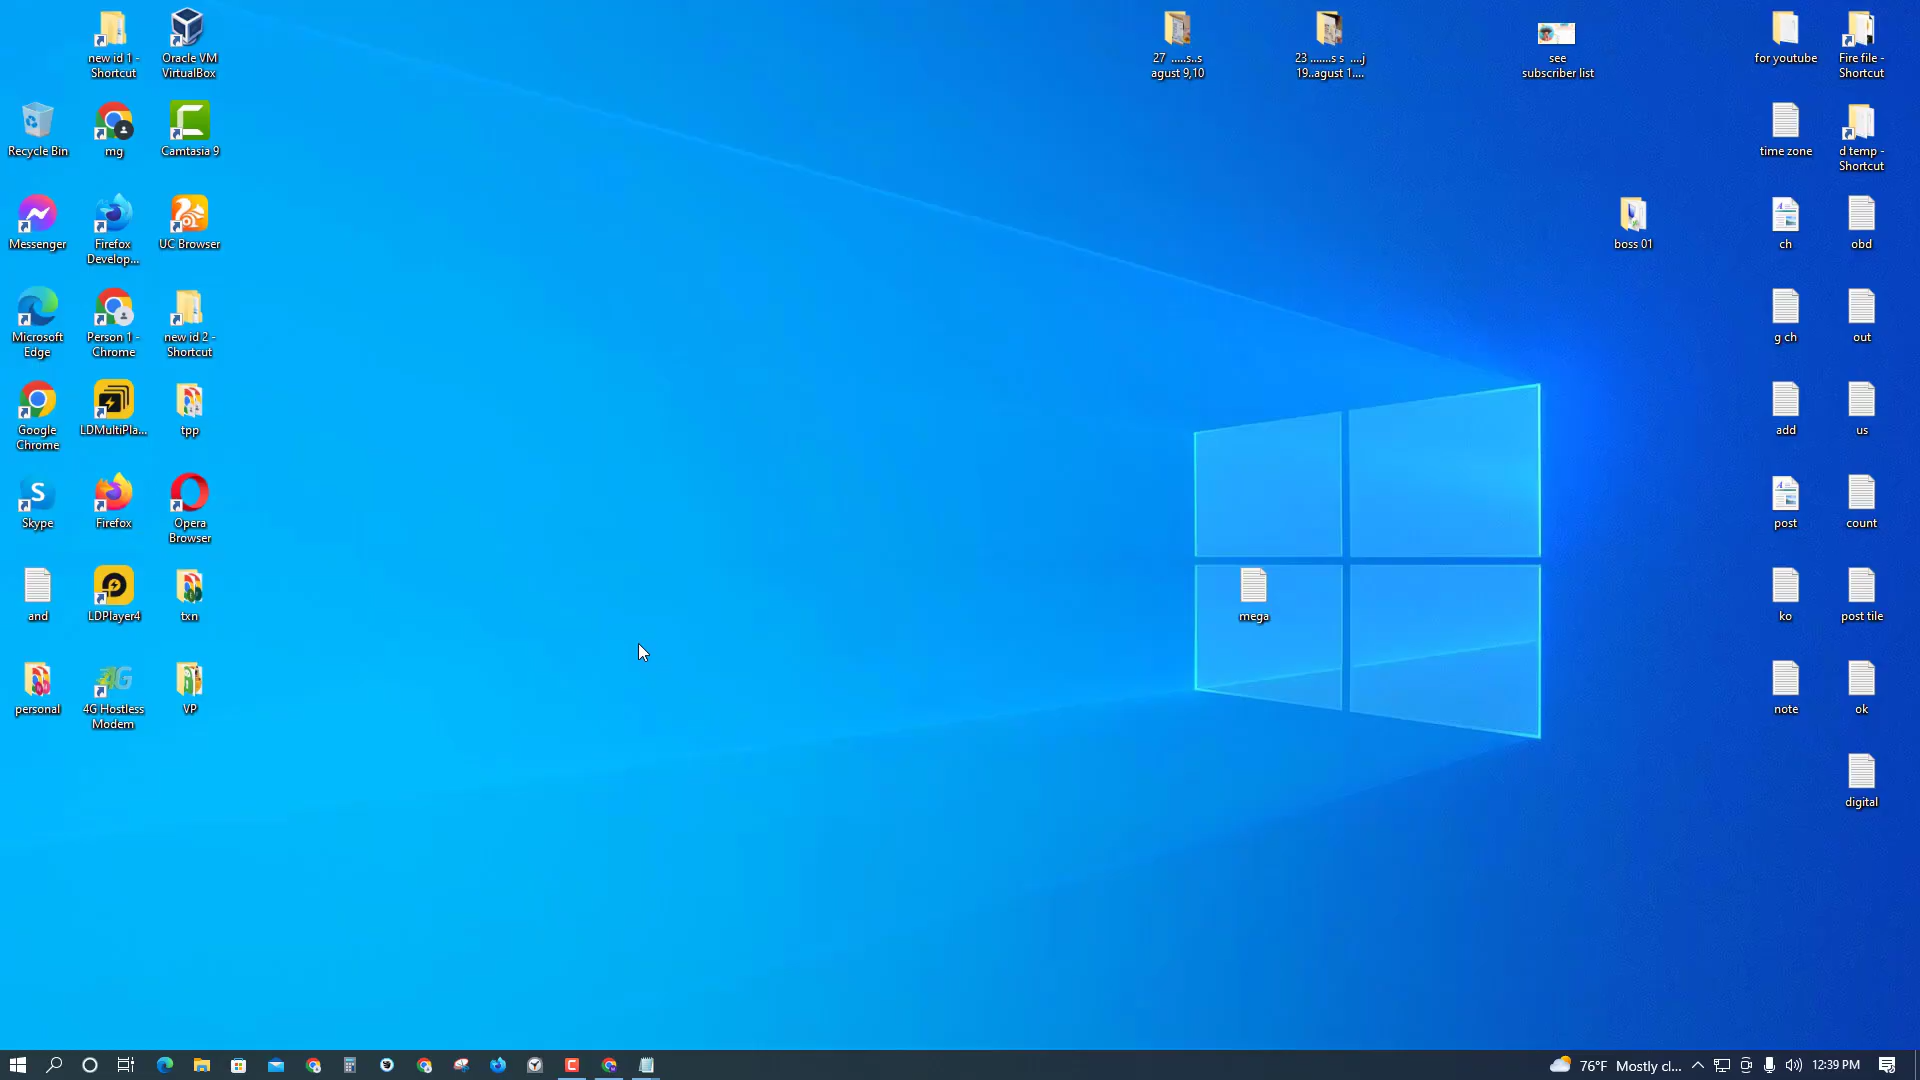 new id 1 -
Shortcut
Oracle VM
VirtualBox
27 .....s..s
agust 9,10
23 .......s s ....j
19..agust 1....
see
subscriber list
for youtube
Fire file -
Shortcut
Recycle Bin
mg
Camtasia 9
time zone
d temp -
Shortcut
Messenger
Firefox
Develop...
UC Browser
boss 01
ch
obd
Microsoft
Edge
Person 1 -
Chrome
new id 2 -
Shortcut
g ch
out
Google
Chrome
LDMultiPla...
tpp
add
us
S
Skype
Firefox
Opera
Browser
post
count
and
LDPlayer4
txn
mega
ko
post tile
personal
4G
4G Hostless
Modem
VP
note
ok
digital
76°F Mostly cl...
12:39 PM